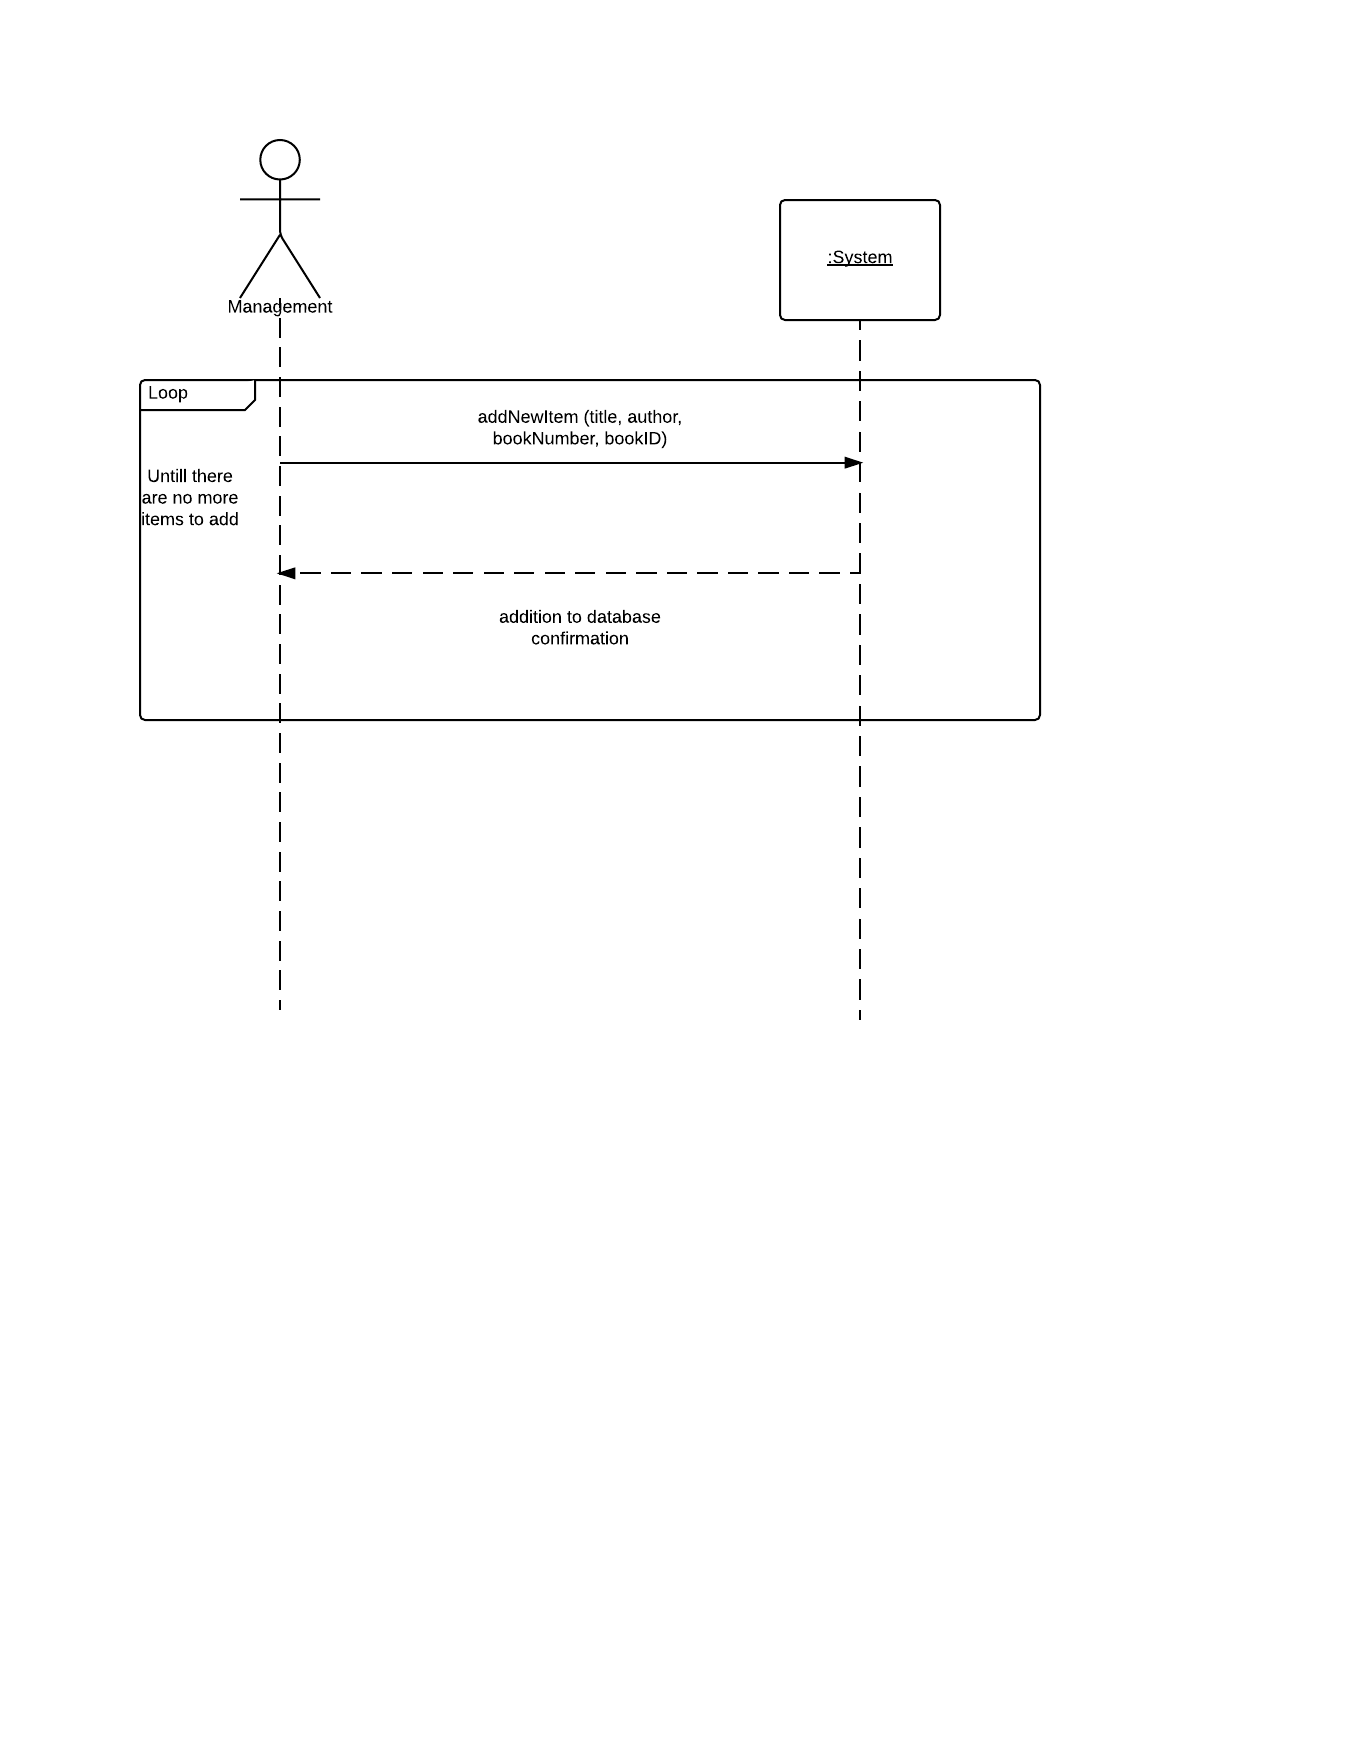 Management
:System
Loop
addNewItem (title, author,
bookNumber, bookID)
Untill there
are no more
items to add
addition to database
confirmation